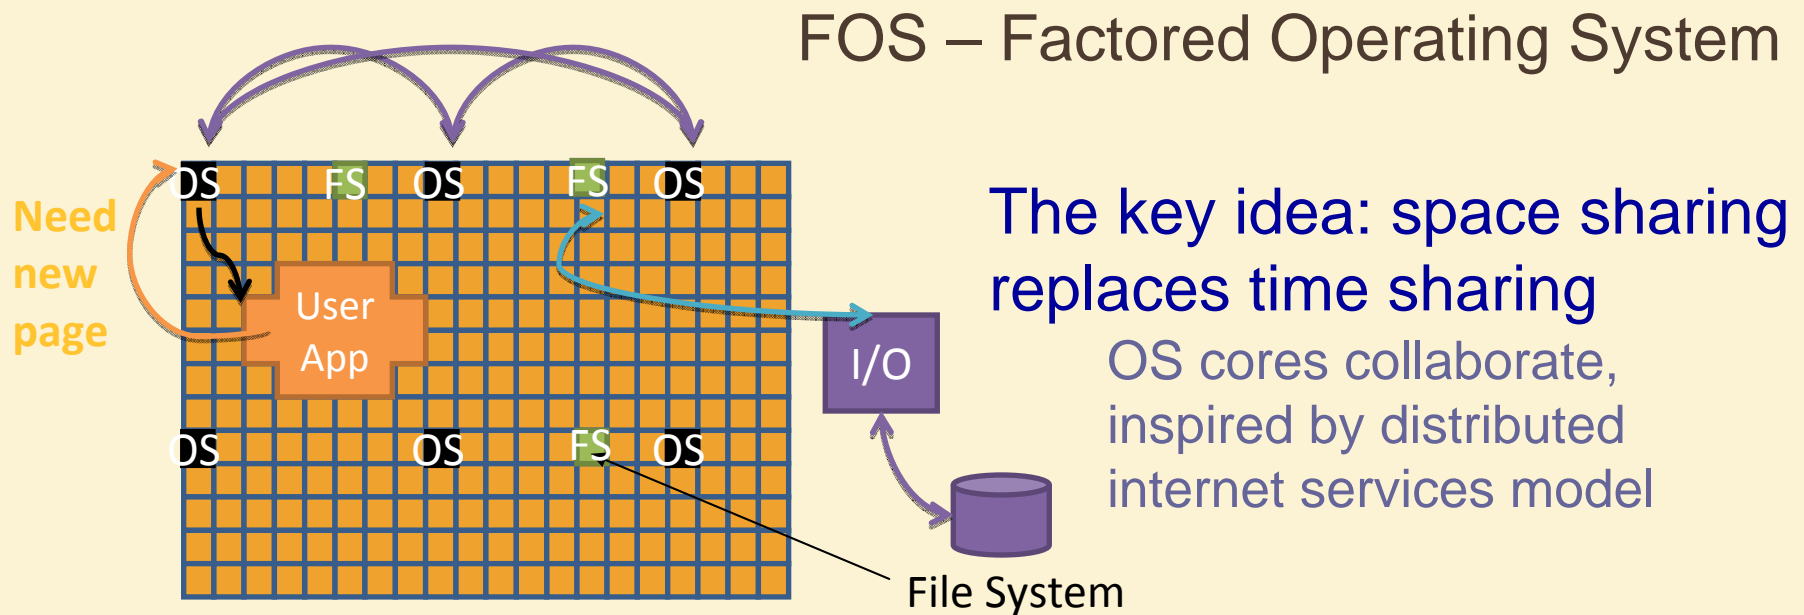 FOS – Factored Operating System
OS FS OS FS OS
Need
new
page
User
App
I/O
OS OS FS OS
File System
The key idea: space sharing
replaces time sharing
OS cores collaborate,
inspired by distributed
internet services model